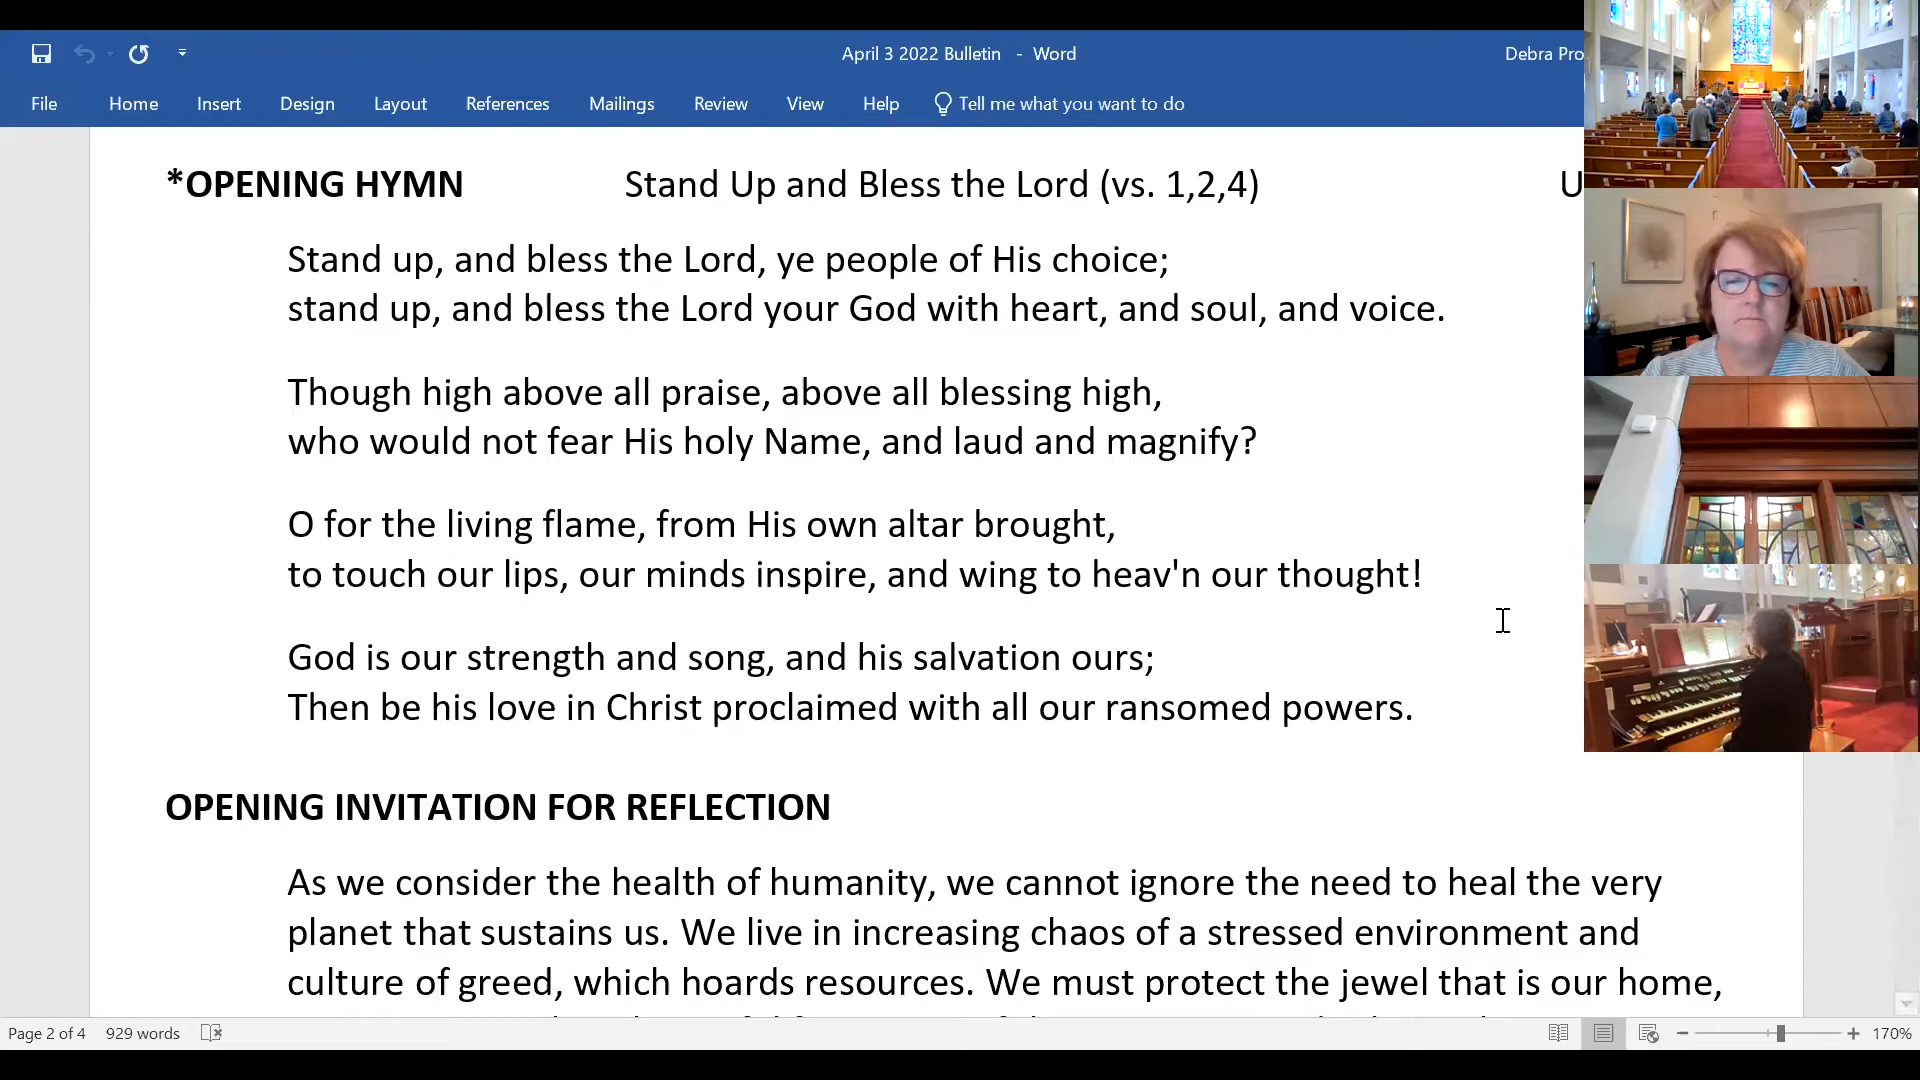 April 3 2022 Bulletin - Word
Debra Pro
File Home Insert Design Layout References Mailings Review View Help Tell me what you want to do
*OPENING HYMN Stand Up and Bless the Lord (vs. 1,2,4) U
Stand up, and bless the Lord, ye people of His choice;
stand up, and bless the Lord your God with heart, and soul, and voice.
Though high above all praise, above all blessing high,
who would not fear His holy Name, and laud and magnify?
O for the living flame, from His own altar brought,
to touch our lips, our minds inspire, and wing to heav'n our thought!
God is our strength and song, and his salvation ours;
Then be his love in Christ proclaimed with all our ransomed powers.
OPENING INVITATION FOR REFLECTION
As we consider the health of humanity, we cannot ignore the need to heal the very
planet that sustains us. We live in increasing chaos of a stressed environment and
culture of greed, which hoards resources. We must protect the jewel that is our home,
Page 2 of 4 929 words 170%